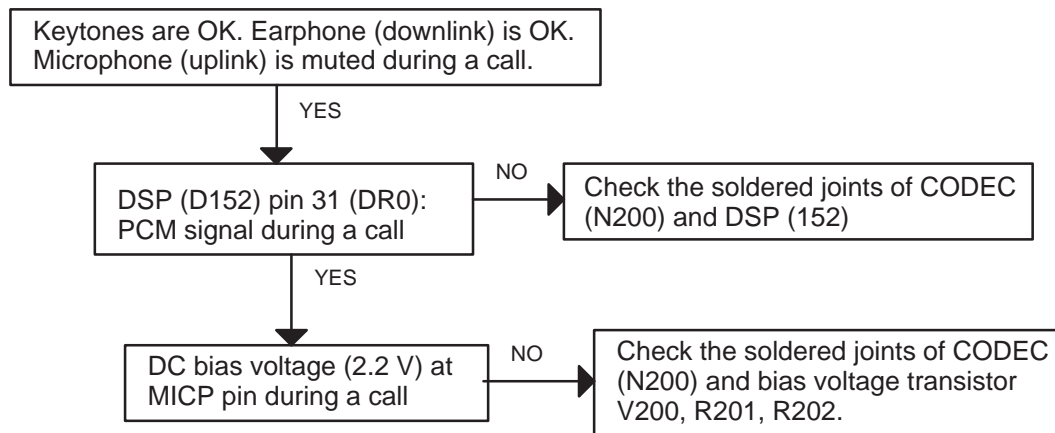 Keytones are OK. Earphone (downlink) is OK.
Microphone (uplink) is muted during a call.
YES
DSP (D152) pin 31 (DR0):
PCM signal during a call
NO
Check the soldered joints of CODEC
(N200) and DSP (152)
YES
DC bias voltage (2.2 V) at
MICP pin during a call
NO
Check the soldered joints of CODEC
(N200) and bias voltage transistor
V200, R201, R202.